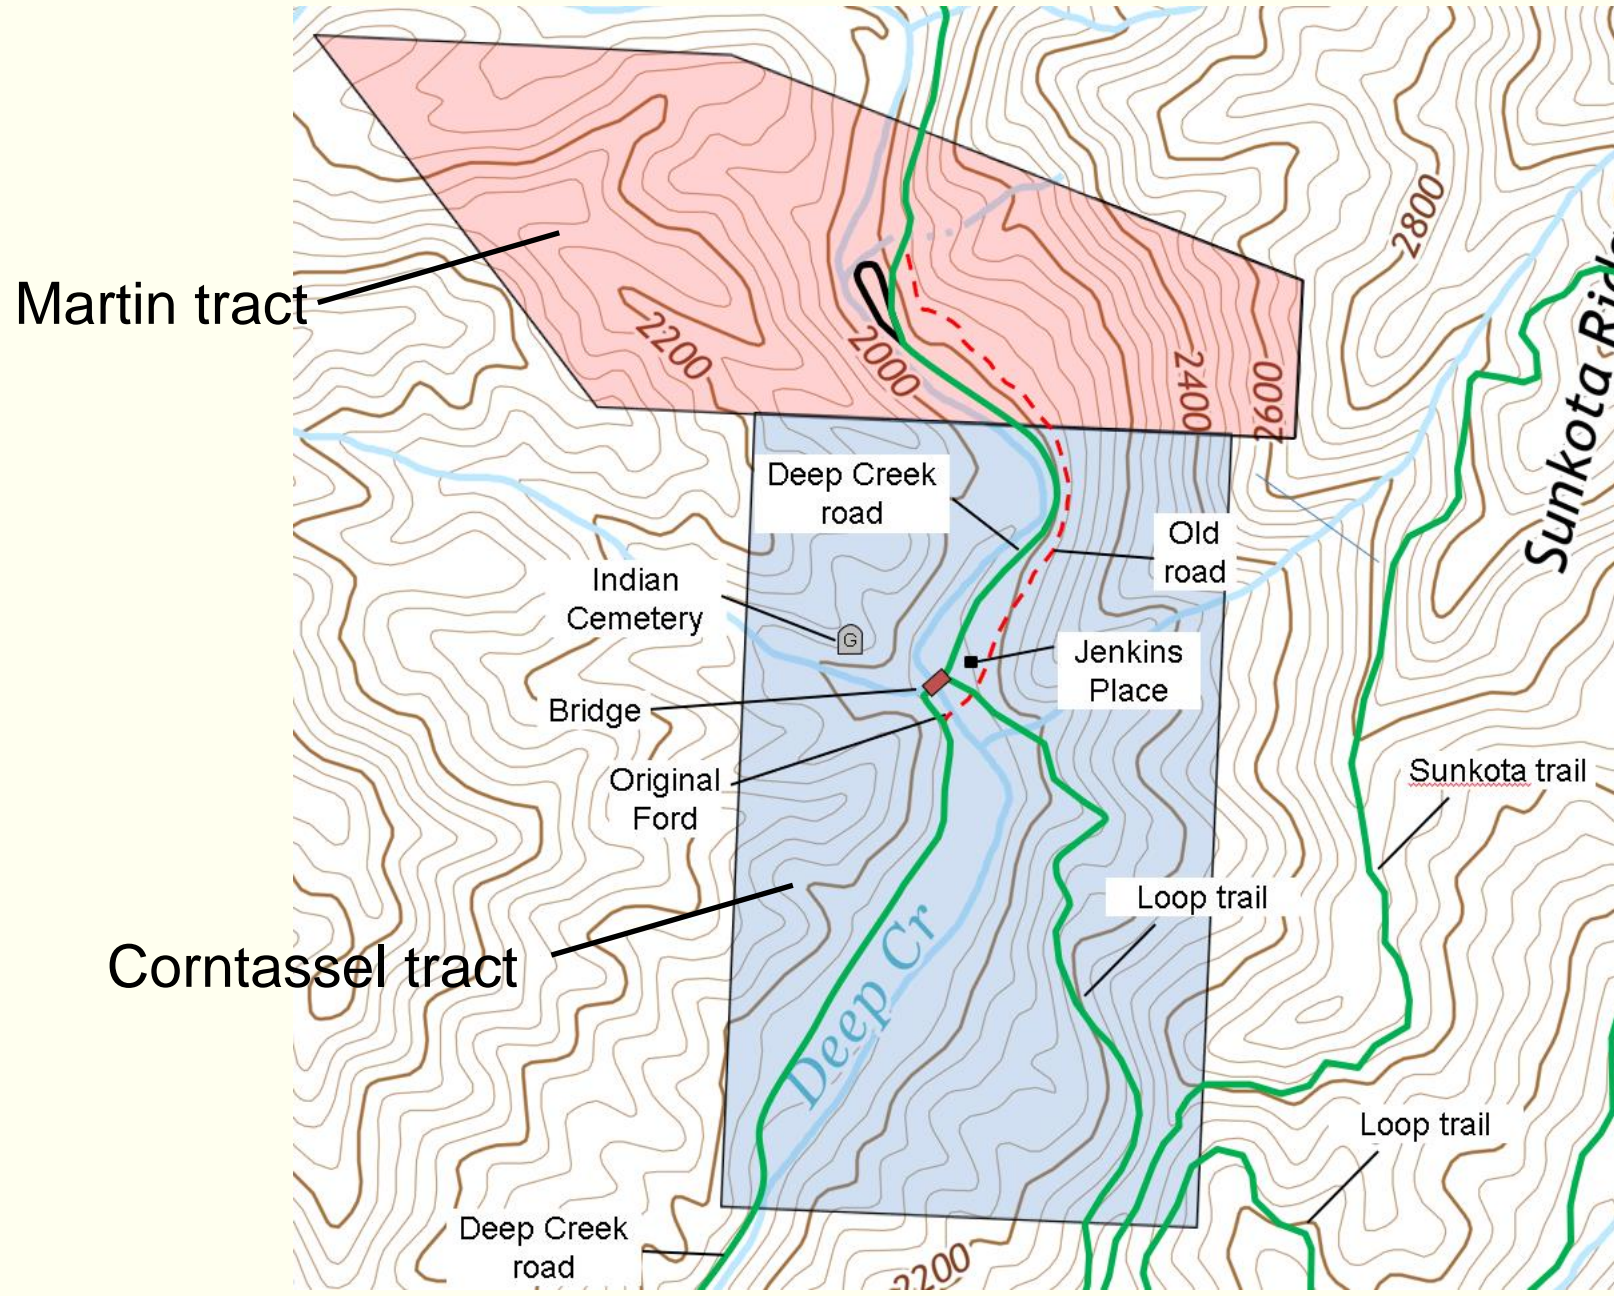 2800
Sunkota Ridg
Martin tract
2200
2000
2400
2600
Deep Creek
road
Old
road
Indian
Cemetery
G
Jenkins
Place
Bridge
Original
Ford
Sunkota trail
Loop trail
Corntassel tract
Deep Cr
Loop trail
Deep Creek
road
2200